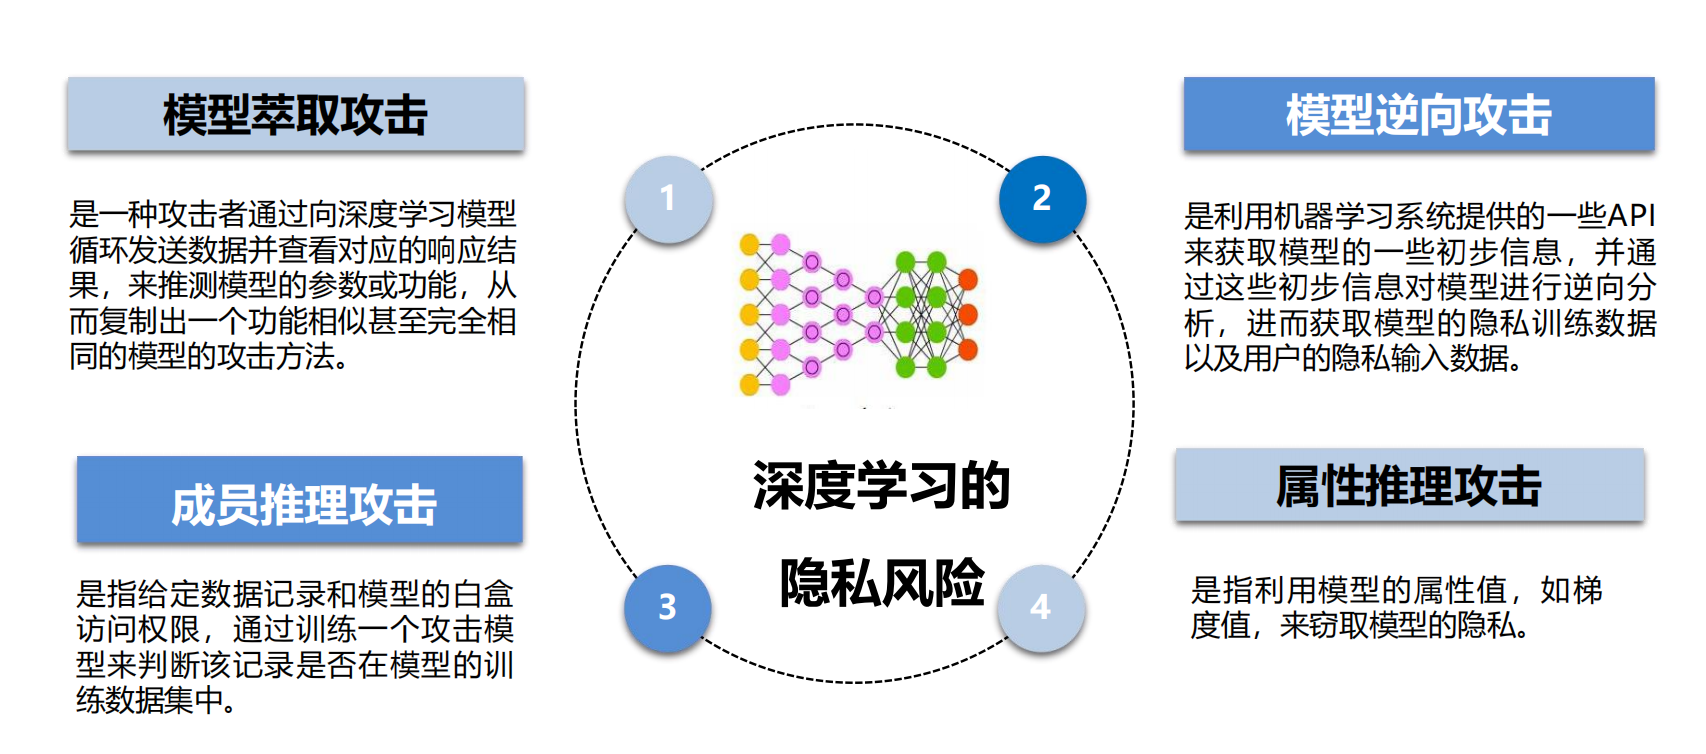 模型萃取攻击
是一种攻击者通过向深度学习模型
循环发送数据并查看对应的响应结
果，来推测模型的参数或功能，从
而复制出一个功能相似甚至完全相
同的模型的攻击方法。
模型逆向攻击
是利用机器学习系统提供的一些API
来获取模型的一些初步信息，并通
过这些初步信息对模型进行逆向分
析，进而获取模型的隐私训练数据
以及用户的隐私输入数据。
1
2
深度学习的
隐私风险
3
4
成员推理攻击
是指给定数据记录和模型的白盒
访问权限，通过训练一个攻击模
型来判断该记录是否在模型的训
练数据集中。
属性推理攻击
是指利用模型的属性值，如梯
度值，来窃取模型的隐私。